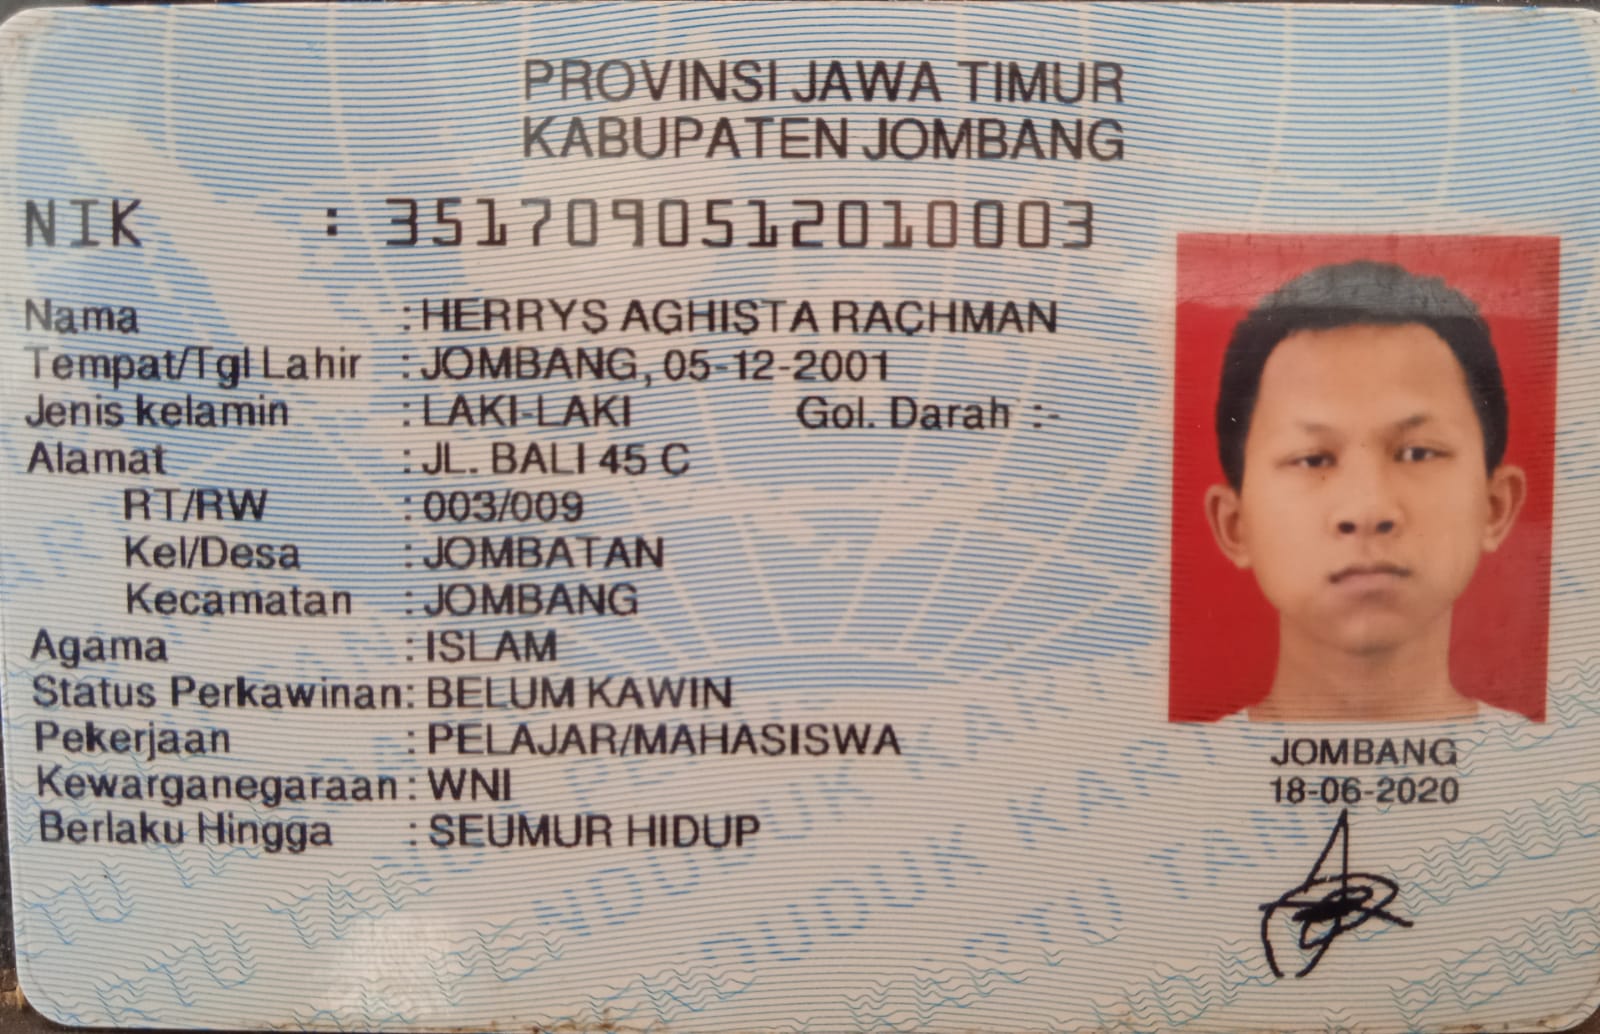 PROVINSI JAWA TIMUR
KABUPATEN JOMBANG
NIK : 3517090512010003
Nama : HERRYS AGHISTA RACHMAN
Tempat/Tgl Lahir : JOMBANG, 05-12-2001
Jenis kelamin : LAKI-LAKI Gol. Darah :-
Alamat : JL. BALI 45 C
RT/RW : 003/009
Kel/Desa : JOMBATAN
Kecamatan : JOMBANG
Agama : ISLAM
Status Perkawinan: BELUM KAWIN
Pekerjaan : PELAJAR/MAHASISWA
Kewarganegaraan : WNI
Berlaku Hingga : SEUMUR HIDUP
JOMBANG
18-06-2020